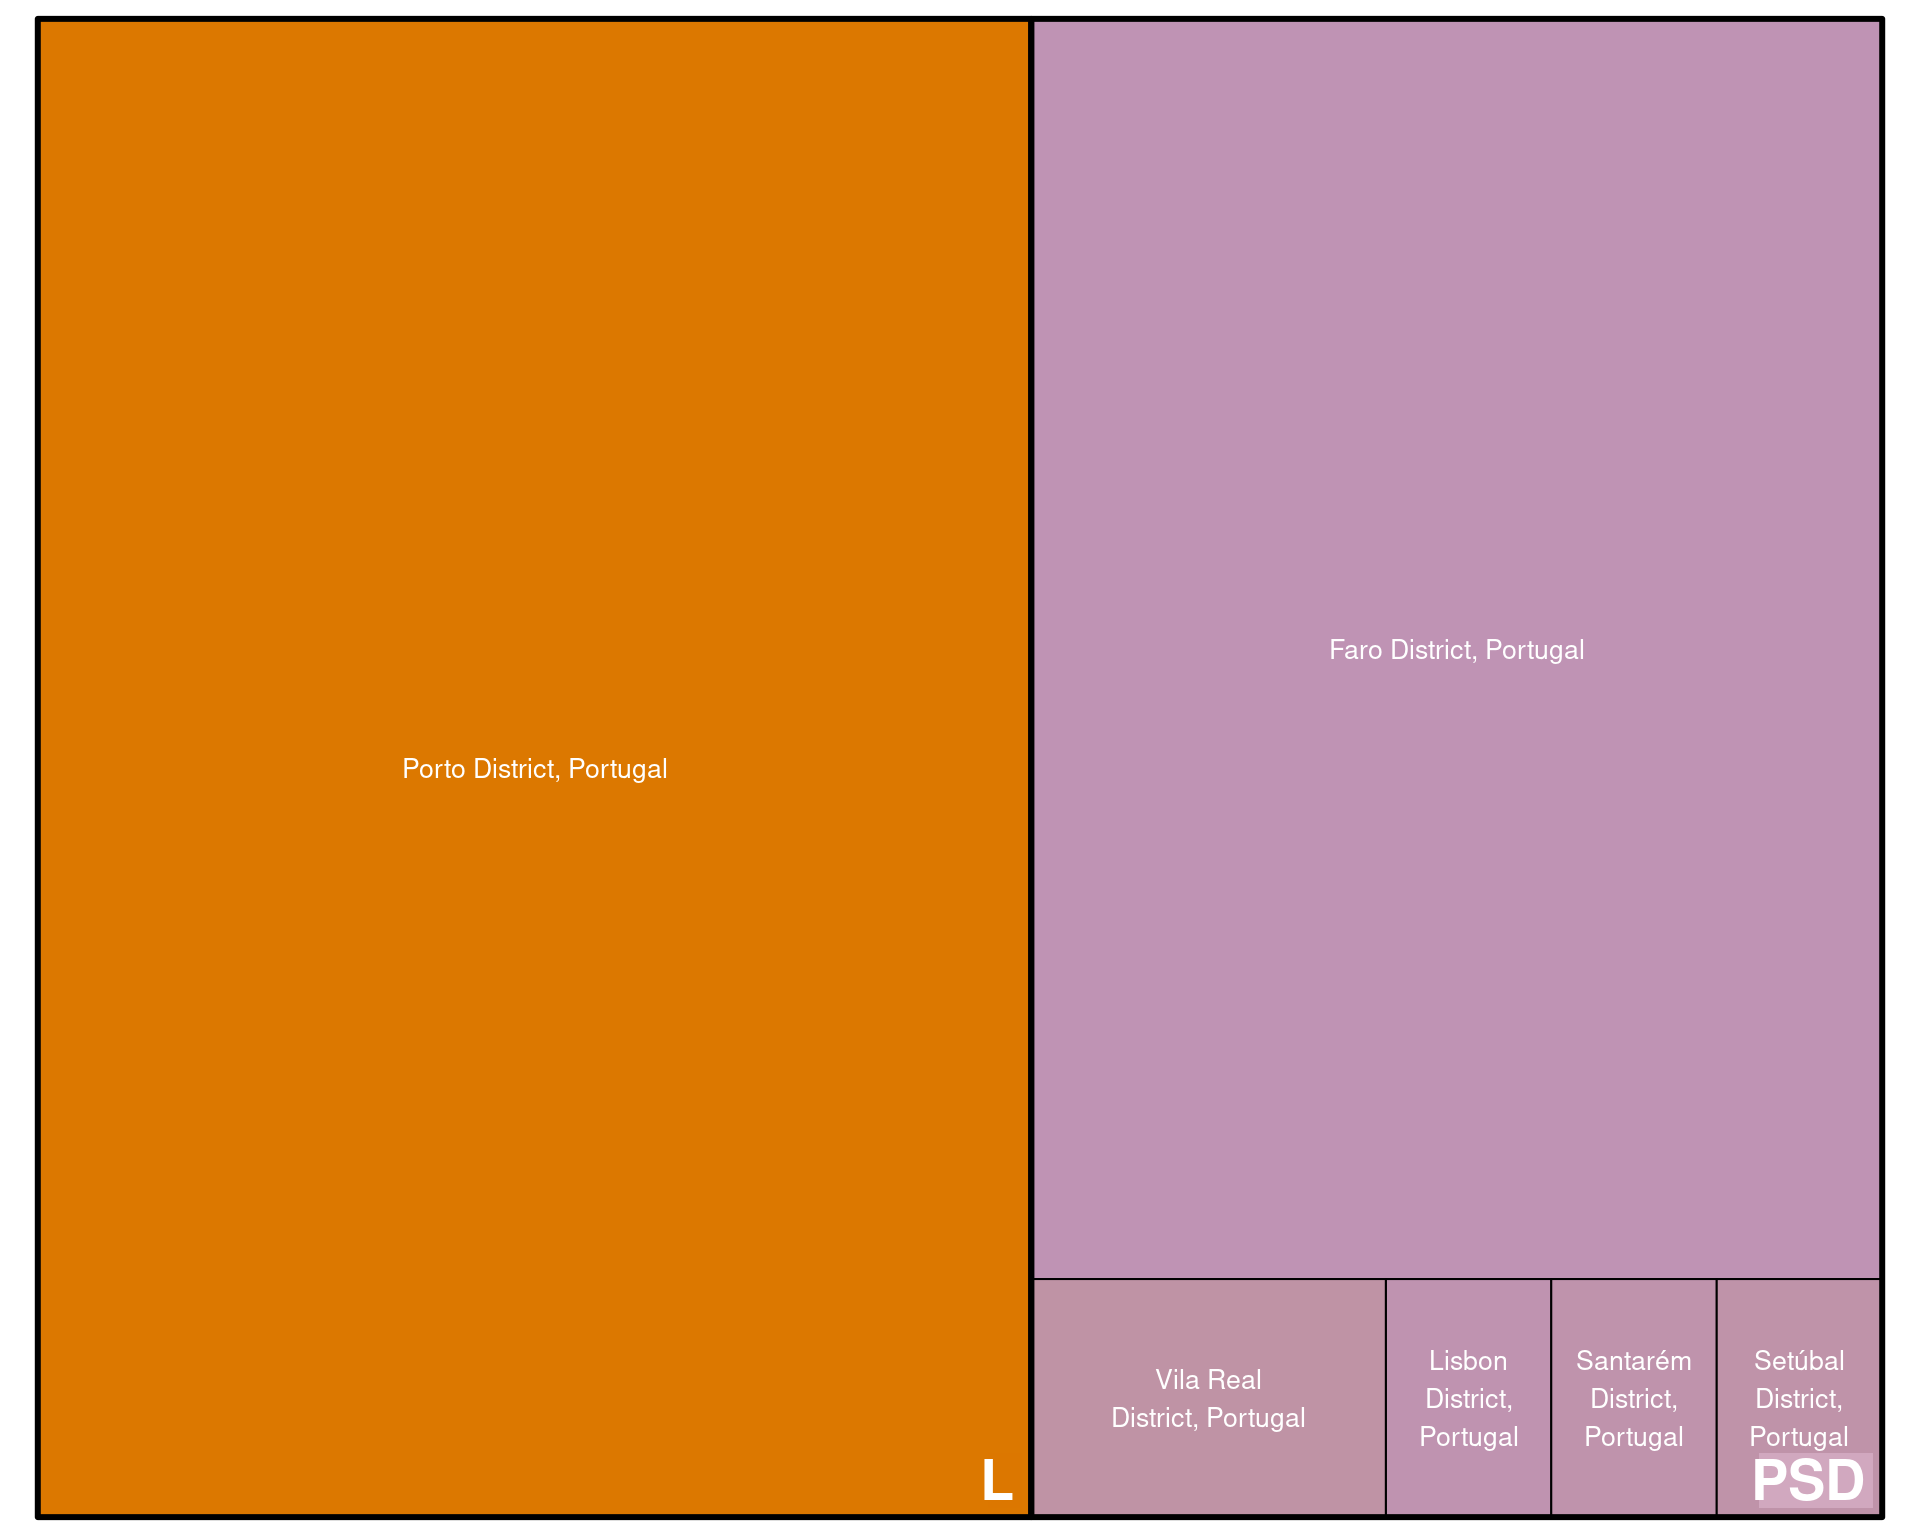 Porto District, Portugal
L
Faro District, Portugal
Vila Real
District, Portugal
Lisbon
District,
Portugal
Santarém
District,
Portugal
Setúbal
District,
Portugal
PSD